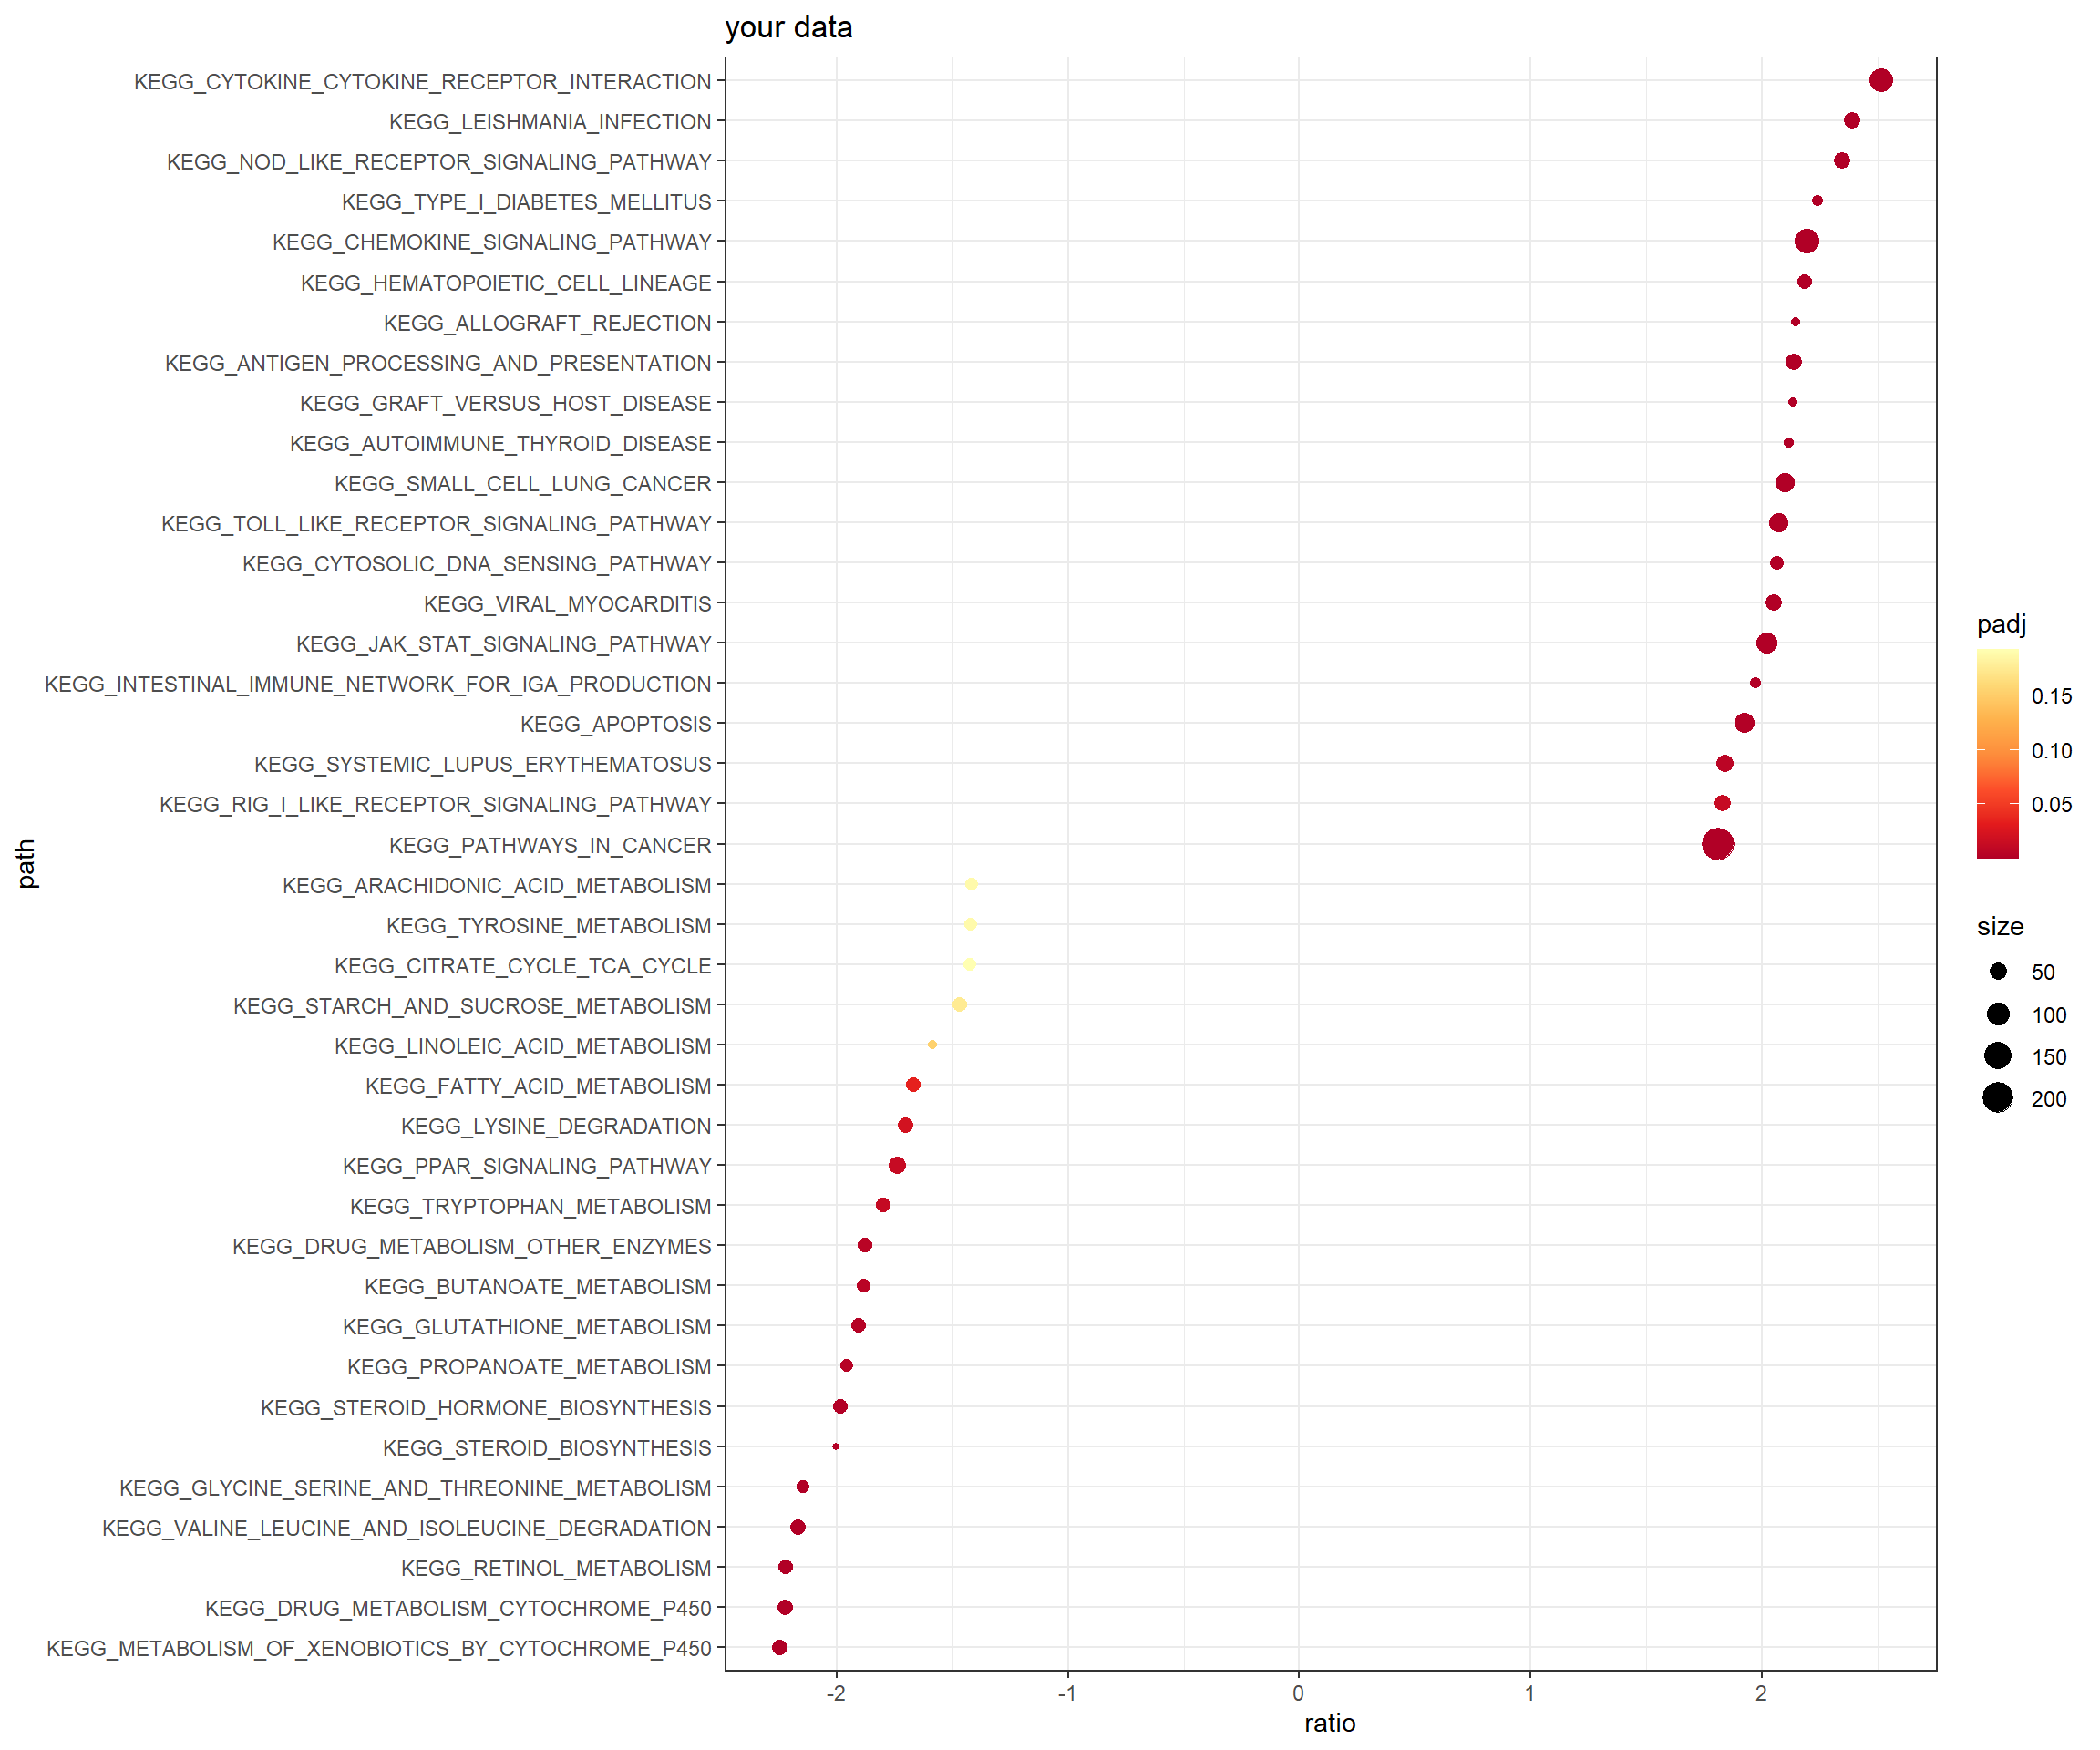 your data
KEGG_CYTOKINE_CYTOKINE_RECEPTOR_INTERACTION
KEGG_LEISHMANIA_INFECTION
KEGG_NOD_LIKE_RECEPTOR_SIGNALING_PATHWAY
KEGG_TYPE_I_DIABETES_MELLITUS
KEGG_CHEMOKINE_SIGNALING_PATHWAY
KEGG_HEMATOPOIETIC_CELL_LINEAGE
KEGG_ALLOGRAFT_REJECTION
KEGG_ANTIGEN_PROCESSING_AND_PRESENTATION
KEGG_GRAFT_VERSUS_HOST_DISEASE
KEGG_AUTOIMMUNE_THYROID_DISEASE
KEGG_SMALL_CELL_LUNG_CANCER
KEGG_TOLL_LIKE_RECEPTOR_SIGNALING_PATHWAY
KEGG_CYTOSOLIC_DNA_SENSING_PATHWAY
KEGG_VIRAL_MYOCARDITIS
KEGG_JAK_STAT_SIGNALING_PATHWAY
KEGG_INTESTINAL_IMMUNE_NETWORK_FOR_IGA_PRODUCTION
KEGG_APOPTOSIS
KEGG_SYSTEMIC_LUPUS_ERYTHEMATOSUS
KEGG_RIG_I_LIKE_RECEPTOR_SIGNALING_PATHWAY
KEGG_PATHWAYS_IN_CANCER
KEGG_ARACHIDONIC_ACID_METABOLISM
KEGG_TYROSINE_METABOLISM
KEGG_CITRATE_CYCLE_TCA_CYCLE
KEGG_STARCH_AND_SUCROSE_METABOLISM
KEGG_LINOLEIC_ACID_METABOLISM
KEGG_FATTY_ACID_METABOLISM
KEGG_LYSINE_DEGRADATION
KEGG_PPAR_SIGNALING_PATHWAY
KEGG_TRYPTOPHAN_METABOLISM
KEGG_DRUG_METABOLISM_OTHER_ENZYMES
KEGG_BUTANOATE_METABOLISM
KEGG_GLUTATHIONE_METABOLISM
KEGG_PROPANOATE_METABOLISM
KEGG_STEROID_HORMONE_BIOSYNTHESIS
KEGG_STEROID_BIOSYNTHESIS
KEGG_GLYCINE_SERINE_AND_THREONINE_METABOLISM
KEGG_VALINE_LEUCINE_AND_ISOLEUCINE_DEGRADATION
KEGG_RETINOL_METABOLISM
KEGG_DRUG_METABOLISM_CYTOCHROME_P450
KEGG_METABOLISM_OF_XENOBIOTICS_BY_CYTOCHROME_P450
path
-2 -1 0 1 2
ratio
padj
0.15
0.10
0.05
size
50
100
150
200